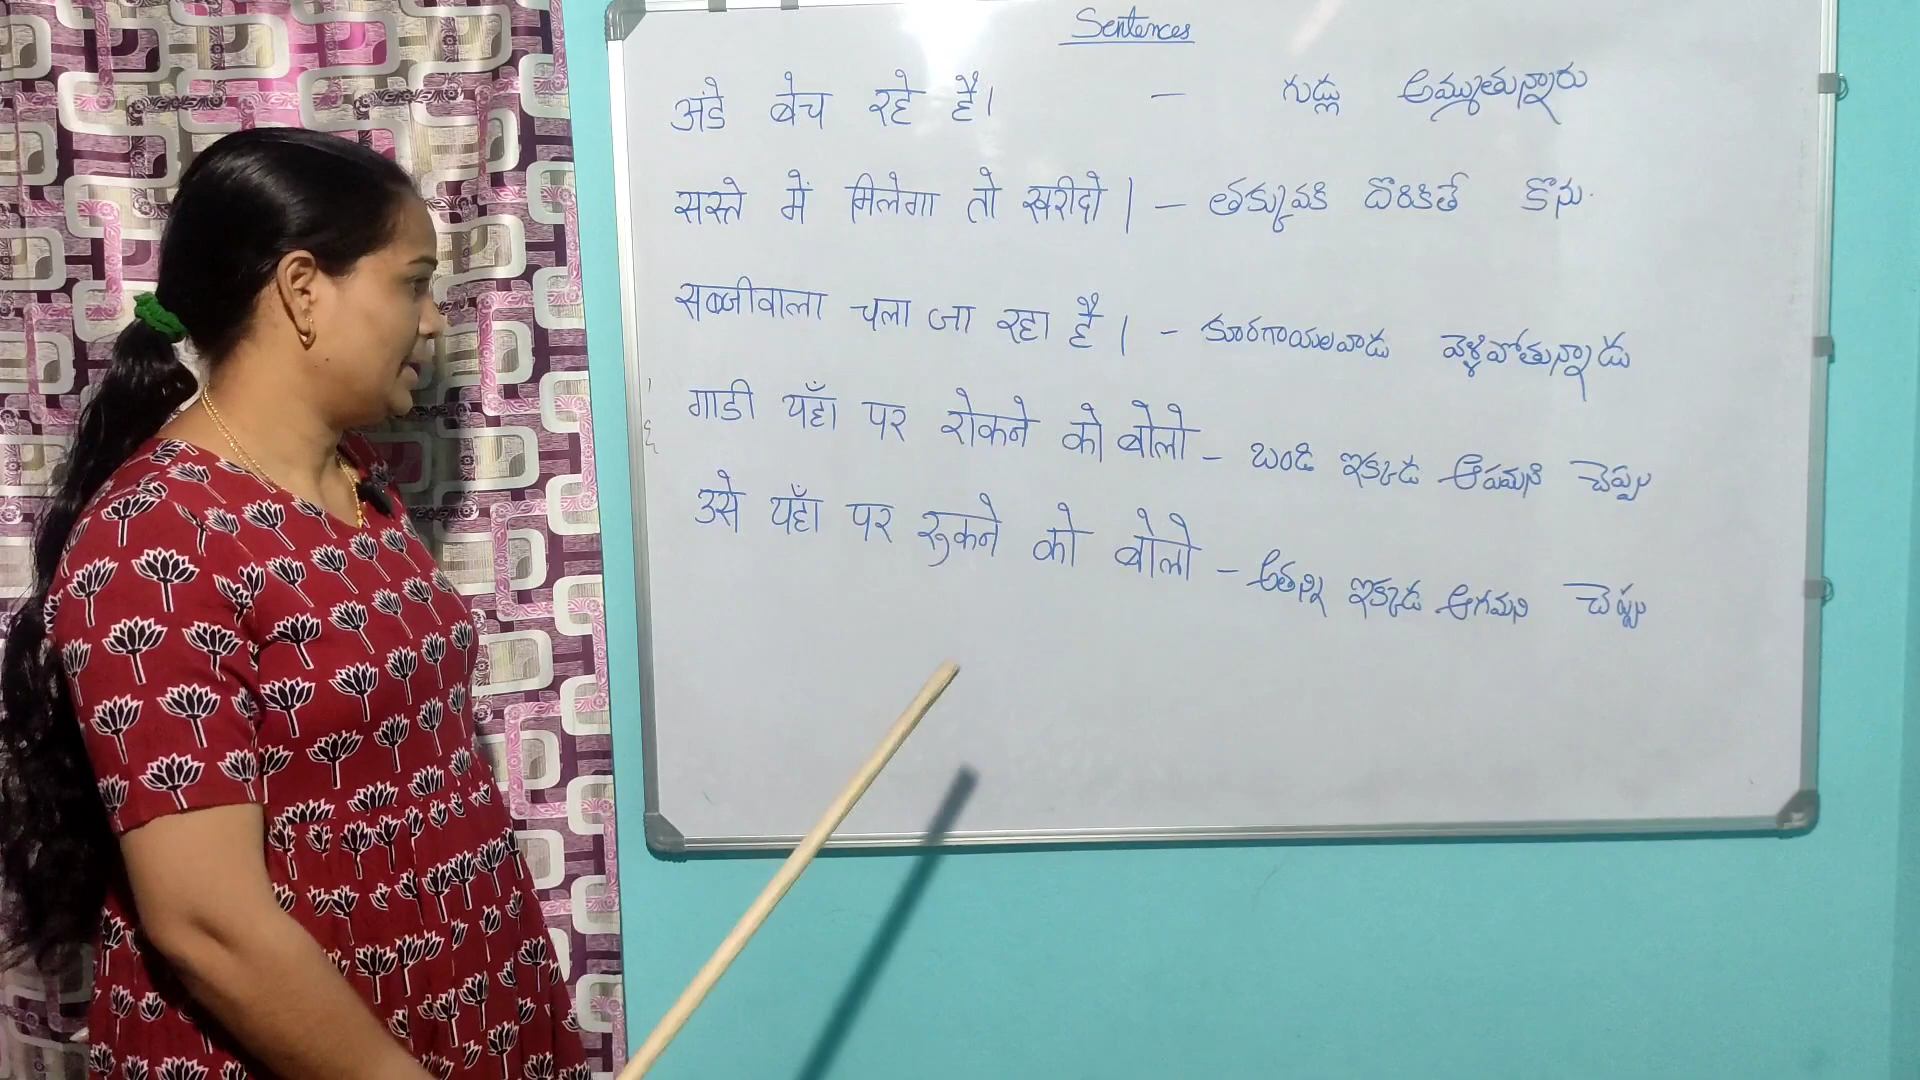 Sentences
अंडे बेच रहे हैं। — గుడ్లు అమ్ముతున్నారు
सस्ते में मिलेगा तो खरीदो। — తక్కువకి దొరికితే కొను.
सब्जीवाला चला जा रहा है। - కూరగాయలవాడు వెళ్ళిపోతున్నాడు
गाडी यहाँ पर रोकने को बोलो - బండి ఇక్కడ ఆపమని చెప్పు
उसे यहाँ पर रुकने को बोलो - అతన్ని ఇక్కడ ఆగమని చెప్పు